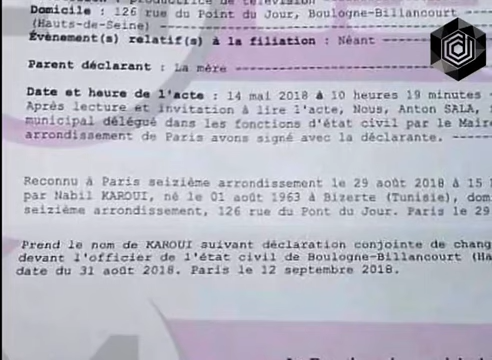 productrice de télévision
Domicile : 126 rue du Point du Jour, Boulogne-Billancourt
(Hauts-de-Seine)
Évènement(s) relatif(s) à la filiation : Néant
Parent déclarant : La mère
Date et heure de l'acte : 14 mai 2018 à 10 heures 19 minutes
Après lecture et invitation à lire l'acte, Nous, Anton SALA,
municipal délégué dans les fonctions d'état civil par le Maire
arrondissement de Paris avons signé avec la déclarante.
Reconnu à Paris seizième arrondissement le 29 août 2018 à 15
par Nabil KAROUI, né le 01 août 1963 à Bizerte (Tunisie), dom
seizième arrondissement, 126 rue du Pont du Jour. Paris le 29
Prend le nom de KAROUI suivant déclaration conjointe de chang
devant l'officier de l'état civil de Boulogne-Billancourt (Ha
date du 31 août 2018. Paris le 12 septembre 2018.